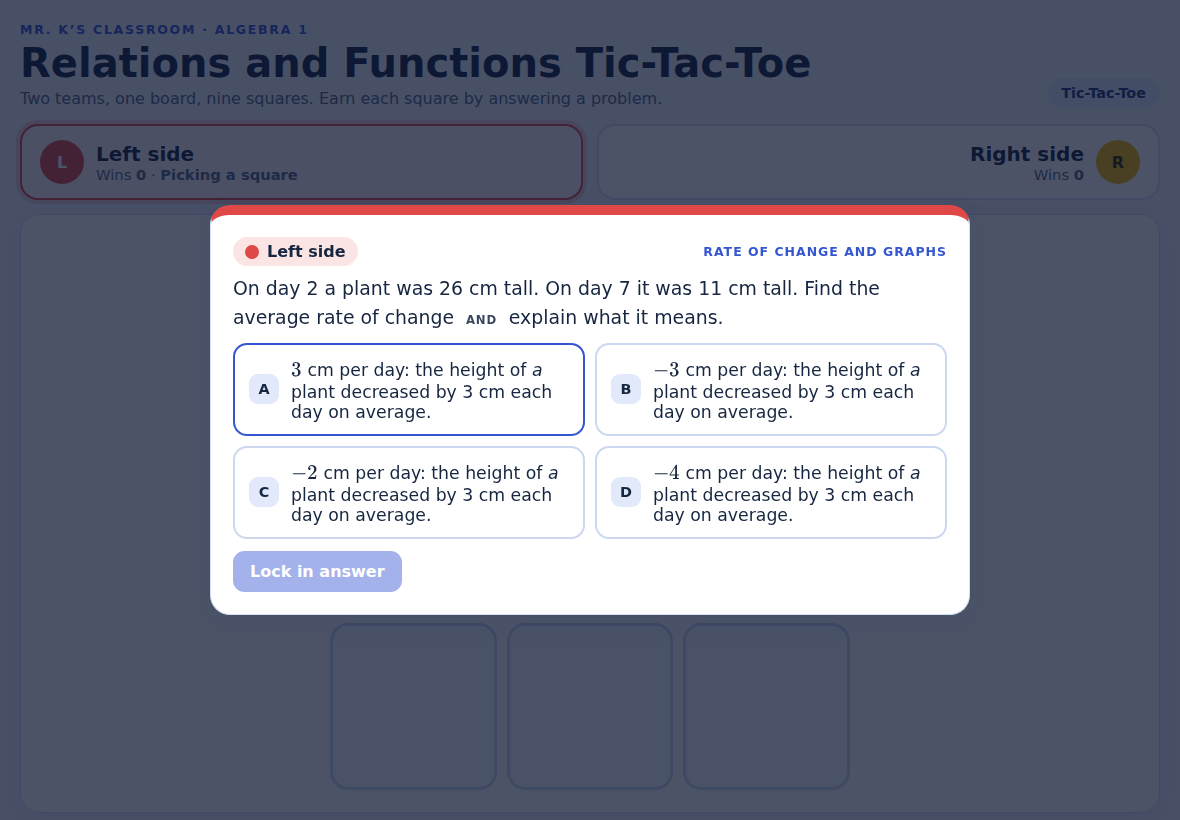 MR. K'S CLASSROOM · ALGEBRA 1
Relations and Functions Tic-Tac-Toe
Two teams, one board, nine squares. Earn each square by answering a problem.
Tic-Tac-Toe
L
Left side
Wins 0 · Picking a square
Right side
Wins 0
R
Left side
RATE OF CHANGE AND GRAPHS
On day 2 a plant was 26 cm tall. On day 7 it was 11 cm tall. Find the
average rate of change AND explain what it means.
A
3 cm per day: the height of a
plant decreased by 3 cm each
day on average.
B
−3 cm per day: the height of a
plant decreased by 3 cm each
day on average.
C
−2 cm per day: the height of a
plant decreased by 3 cm each
day on average.
D
−4 cm per day: the height of a
plant decreased by 3 cm each
day on average.
Lock in answer